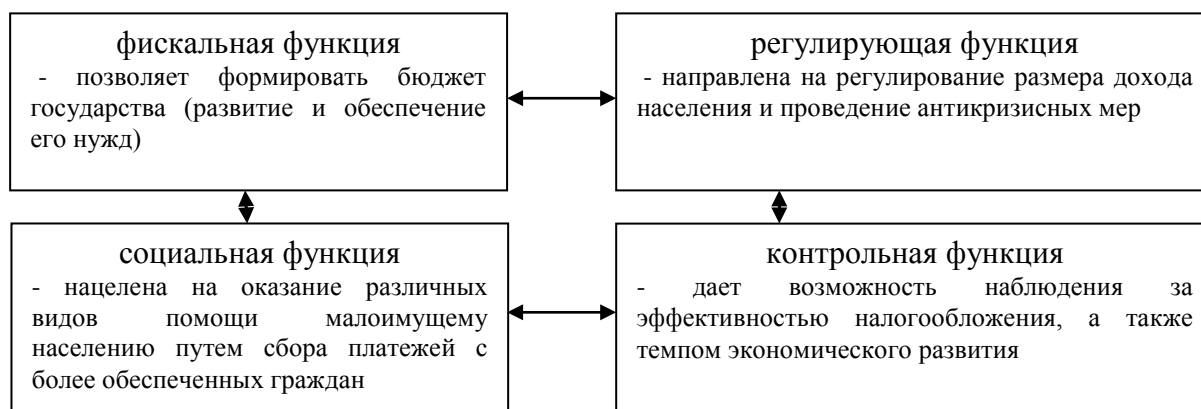 фискальная функция
- позволяет формировать бюджет
государства (развитие и обеспечение
его нужд)
регулирующая функция
- направлена на регулирование размера дохода
населения и проведение антикризисных мер
социальная функция
- нацелена на оказание различных
видов помощи малоимущему
населению путем сбора платежей с
более обеспеченных граждан
контрольная функция
- дает возможность наблюдения за
эффективностью налогообложения, а также
темпом экономического развития